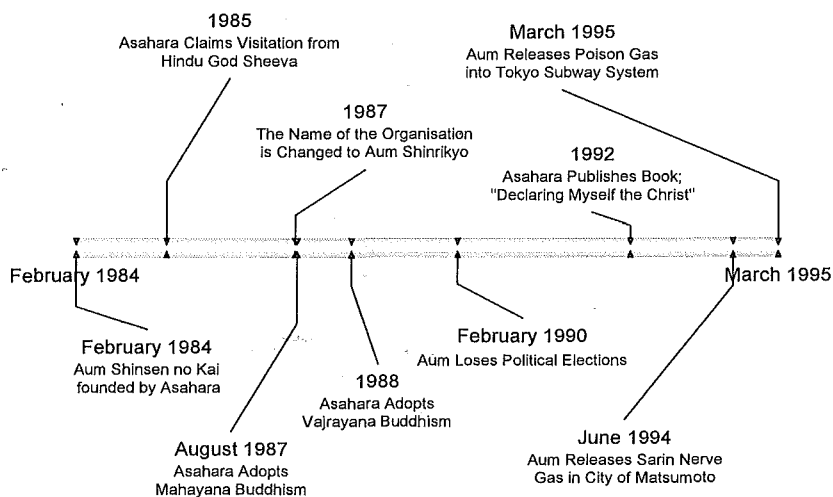 1985
Asahara Claims Visitation from
Hindu God Sheeva
March 1995
Aum Releases Poison Gas
into Tokyo Subway System
1987
The Name of the Organisation
is Changed to Aum Shinrikyo
1992
Asahara Publishes Book;
"Declaring Myself the Christ"
February 1984
March 1995
February 1984
Aum Shinsen no Kai
founded by Asahara
August 1987
Asahara Adopts
Mahayana Buddhism
1988
Asahara Adopts
Vajrayana Buddhism
February 1990
Aum Loses Political Elections
June 1994
Aum Releases Sarin Nerve
Gas in City of Matsumoto